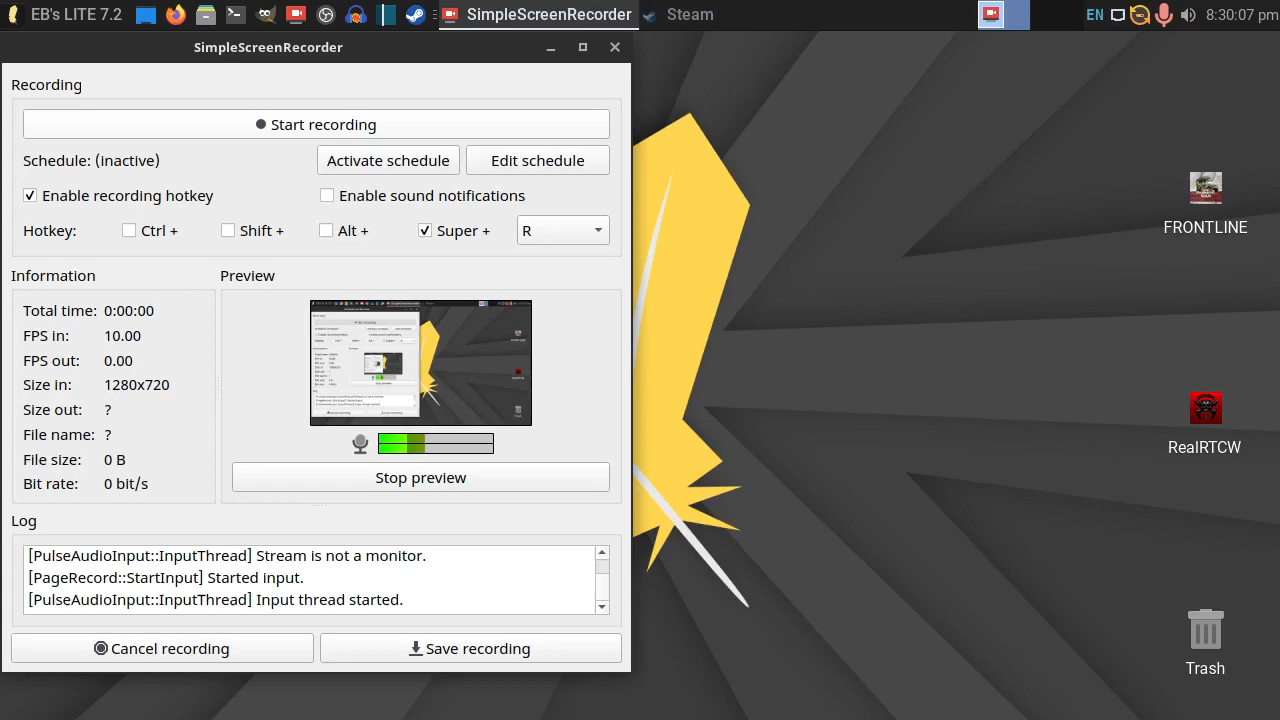 EB's LITE 7.2
SimpleScreenRecorder
Steam
EN
8:30:07 pm
SimpleScreenRecorder
Recording
Start recording
Schedule: (inactive)
Activate schedule
Edit schedule
Enable recording hotkey
Enable sound notifications
Hotkey:
Ctrl +
Shift +
Alt +
Super +
R
Information
Preview
Total time: 0:00:00
FPS in: 10.00
FPS out: 0.00
Size in: 1280x720
Size out: ?
File name: ?
File size: 0 B
Bit rate: 0 bit/s
Stop preview
Log
[PulseAudioInput::InputThread] Stream is not a monitor.
[PageRecord::StartInput] Started input.
[PulseAudioInput::InputThread] Input thread started.
Cancel recording
Save recording
FRONTLINE
RealRTCW
Trash